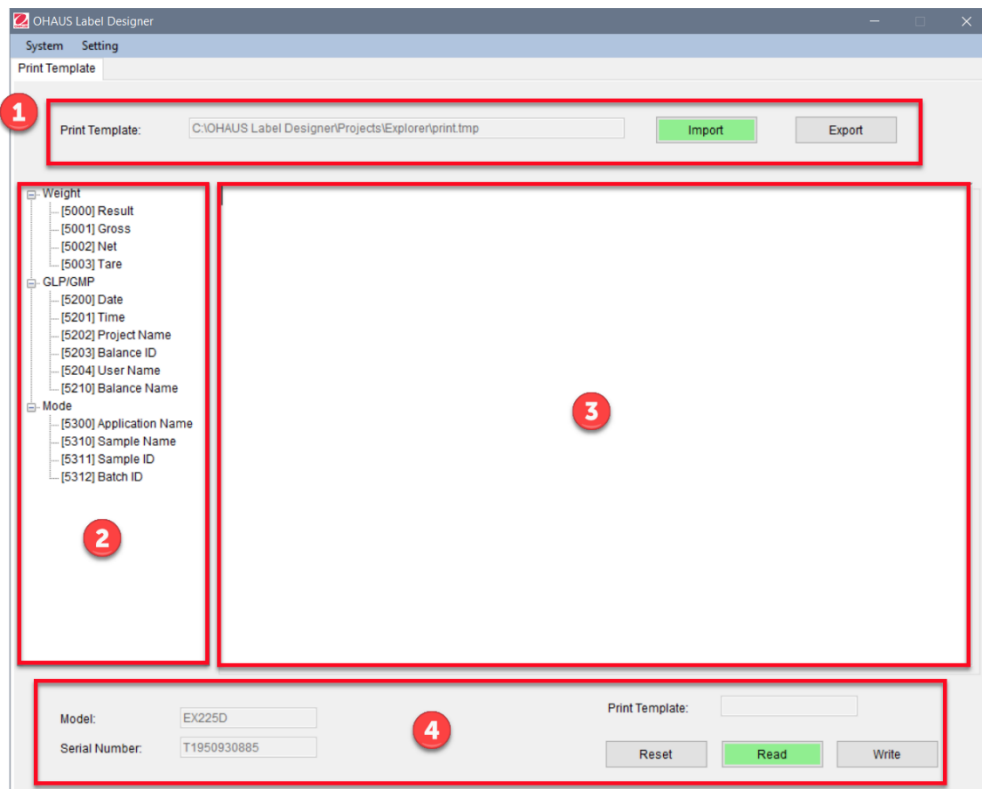 OHAUS Label Designer
System Setting
Print Template
1
Print Template: C:\OHAUS Label Designer\Projects\Explorer\print.tmp Import Export
Weight
[5000] Result
[5001] Gross
[5002] Net
[5003] Tare
GLP/GMP
[5200] Date
[5201] Time
[5202] Project Name
[5203] Balance ID
[5204] User Name
[5210] Balance Name
Mode
[5300] Application Name
[5310] Sample Name
[5311] Sample ID
[5312] Batch ID
2
3
Model: EX225D
Serial Number: T1950930885
4
Print Template:
Reset Read Write